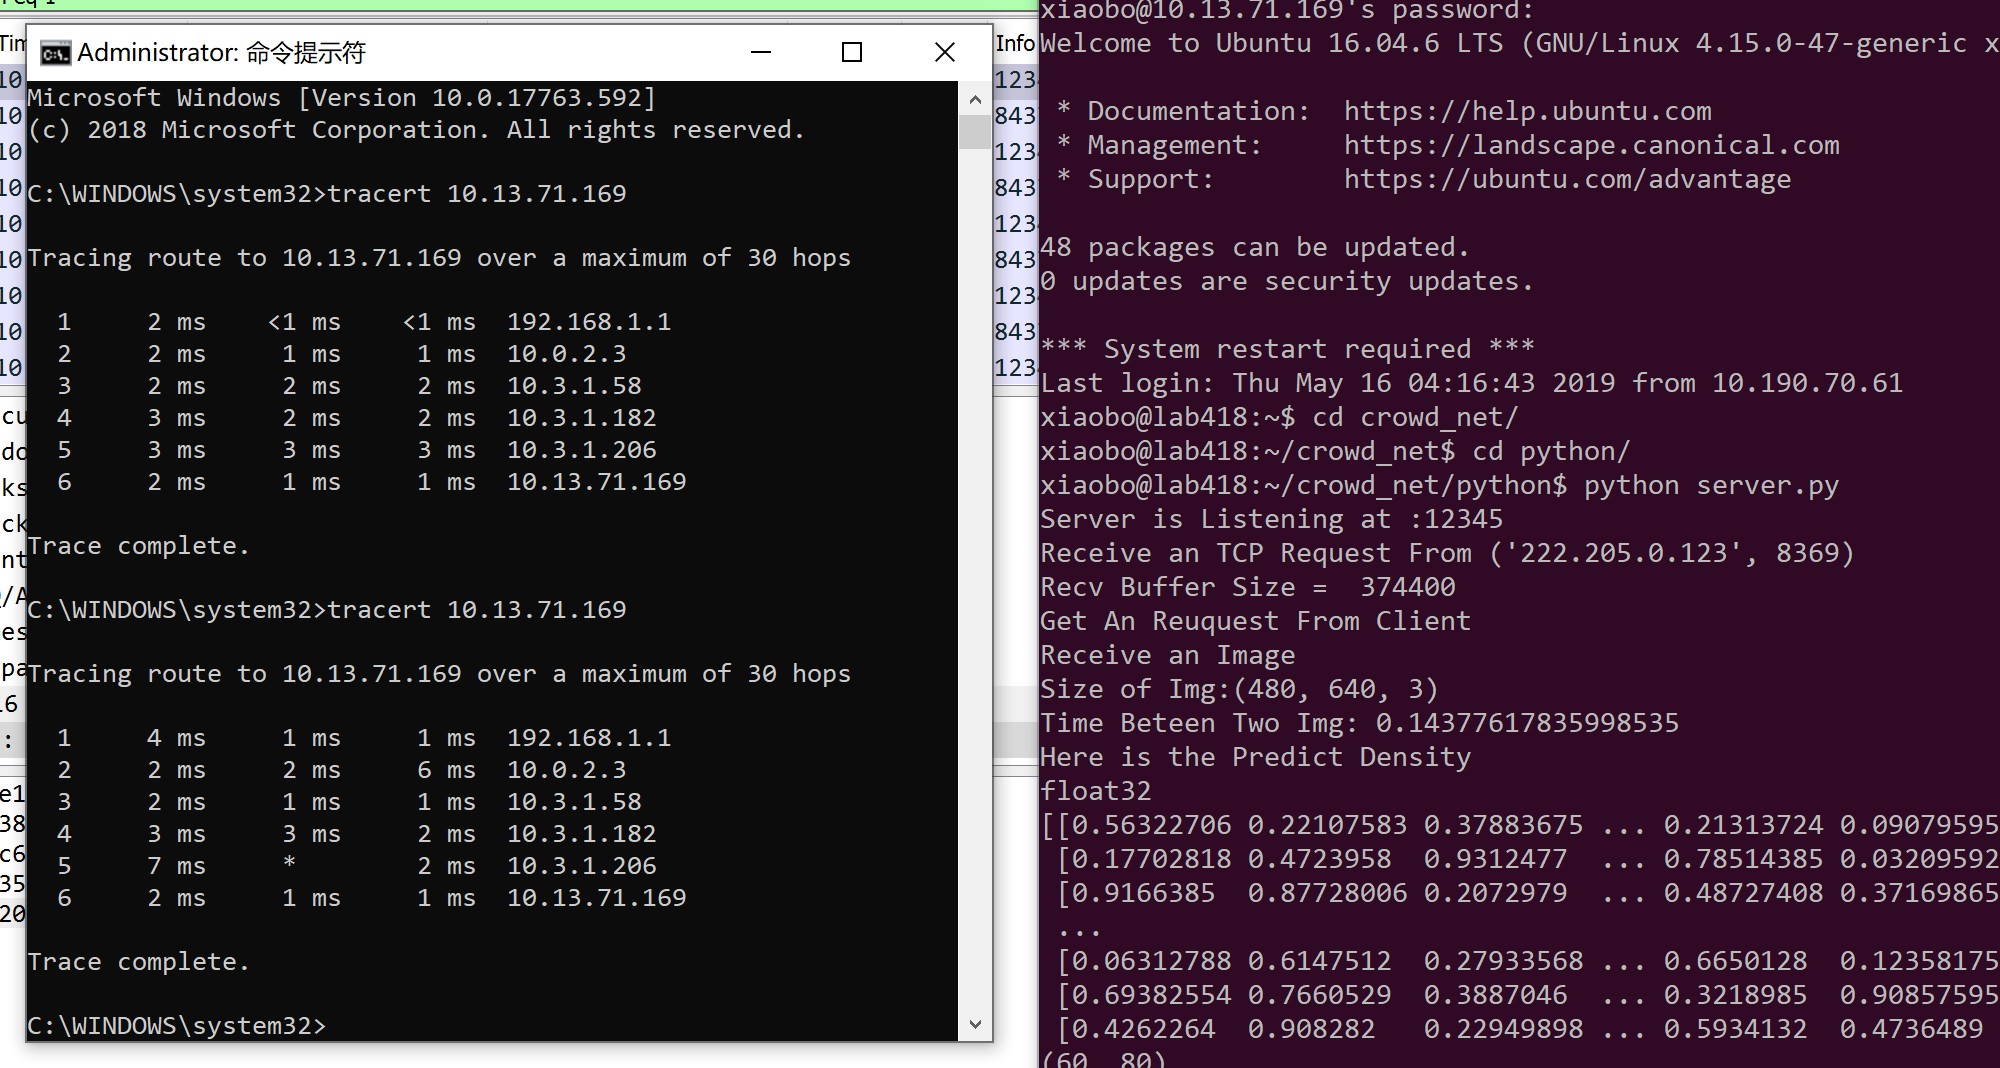 Administrator: 命令提示符
Microsoft Windows [Version 10.0.17763.592]
(c) 2018 Microsoft Corporation. All rights reserved.
C:\WINDOWS\system32>tracert 10.13.71.169
Tracing route to 10.13.71.169 over a maximum of 30 hops
1 2 ms <1 ms <1 ms 192.168.1.1
2 2 ms 1 ms 1 ms 10.0.2.3
3 2 ms 2 ms 2 ms 10.3.1.58
4 3 ms 2 ms 2 ms 10.3.1.182
5 3 ms 3 ms 3 ms 10.3.1.206
6 2 ms 1 ms 1 ms 10.13.71.169
Trace complete.
C:\WINDOWS\system32>tracert 10.13.71.169
Tracing route to 10.13.71.169 over a maximum of 30 hops
1 4 ms 1 ms 1 ms 192.168.1.1
2 2 ms 2 ms 6 ms 10.0.2.3
3 2 ms 1 ms 1 ms 10.3.1.58
4 3 ms 3 ms 2 ms 10.3.1.182
5 7 ms * 2 ms 10.3.1.206
6 2 ms 1 ms 1 ms 10.13.71.169
Trace complete.
C:\WINDOWS\system32>
Info
123
843
123
843
123
843
123
843
123
xiaobo@10.13.71.169's password:
Welcome to Ubuntu 16.04.6 LTS (GNU/Linux 4.15.0-47-generic x
* Documentation: https://help.ubuntu.com
* Management: https://landscape.canonical.com
* Support: https://ubuntu.com/advantage
48 packages can be updated.
0 updates are security updates.
*** System restart required ***
Last login: Thu May 16 04:16:43 2019 from 10.190.70.61
xiaobo@lab418:~$ cd crowd_net/
xiaobo@lab418:~/crowd_net$ cd python/
xiaobo@lab418:~/crowd_net/python$ python server.py
Server is Listening at :12345
Receive an TCP Request From ('222.205.0.123', 8369)
Recv Buffer Size =  374400
Get An Reuquest From Client
Receive an Image
Size of Img:(480, 640, 3)
Time Beteen Two Img: 0.14377617835998535
Here is the Predict Density
float32
[[0.56322706 0.22107583 0.37883675 ... 0.21313724 0.09079595
[0.17702818 0.4723958 0.9312477 ... 0.78514385 0.03209592
[0.9166385 0.87728006 0.2072979 ... 0.48727408 0.37169865
...
[0.06312788 0.6147512 0.27933568 ... 0.6650128 0.12358175
[0.69382554 0.7660529 0.3887046 ... 0.3218985 0.90857595
[0.4262264 0.908282 0.22949898 ... 0.5934132 0.4736489
(60, 80)